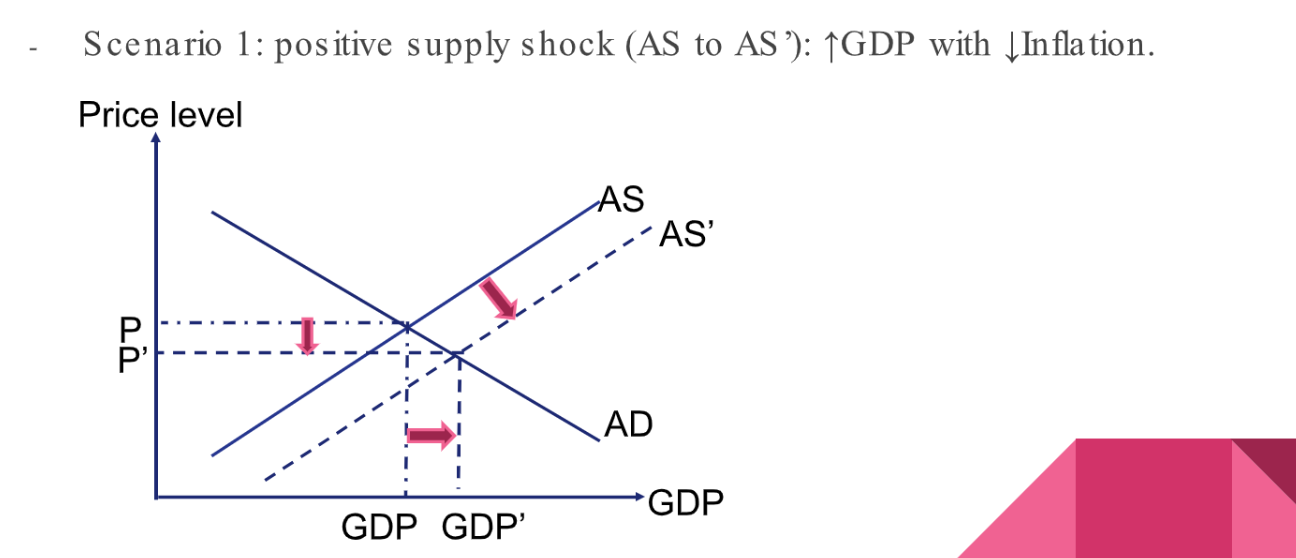 - Scenario 1: positive supply shock (AS to AS’): ↑GDP with ↓Inflation.
Price level
AS
AS’
P
P’
AD
GDP
GDP GDP’